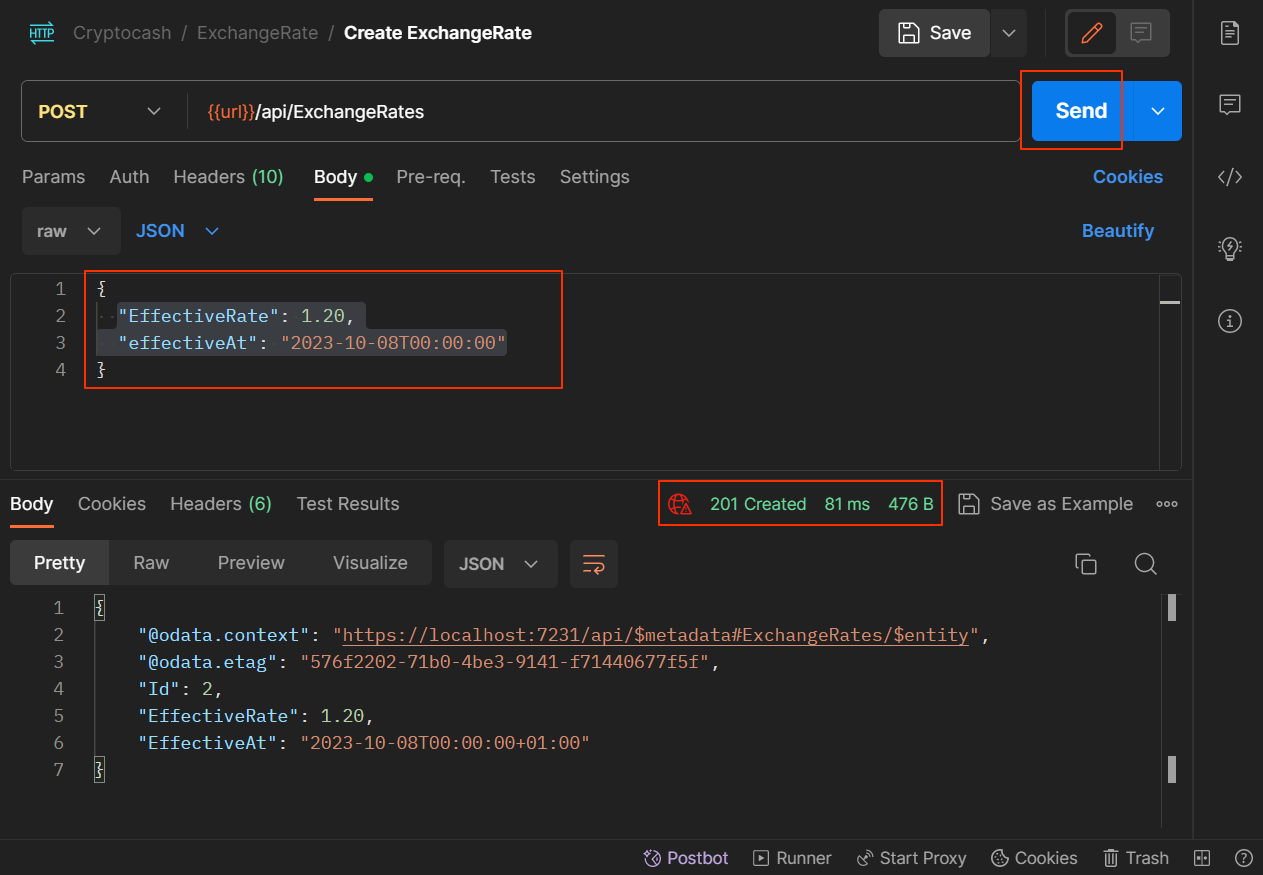 HTTP Cryptocash / ExchangeRate / Create ExchangeRate Save
POST {{url}}/api/ExchangeRates Send
Params Auth Headers (10) Body Pre-req. Tests Settings Cookies
raw JSON Beautify
1 {
2 "EffectiveRate": 1.20,
3 "effectiveAt": "2023-10-08T00:00:00"
4 }
Body Cookies Headers (6) Test Results 201 Created 81 ms 476 B Save as Example
Pretty Raw Preview Visualize JSON
1 {
2 "@odata.context": "https://localhost:7231/api/$metadata#ExchangeRates/$entity",
3 "@odata.etag": "576f2202-71b0-4be3-9141-f71440677f5f",
4 "Id": 2,
5 "EffectiveRate": 1.20,
6 "EffectiveAt": "2023-10-08T00:00:00+01:00"
7 }
Postbot Runner Start Proxy Cookies Trash